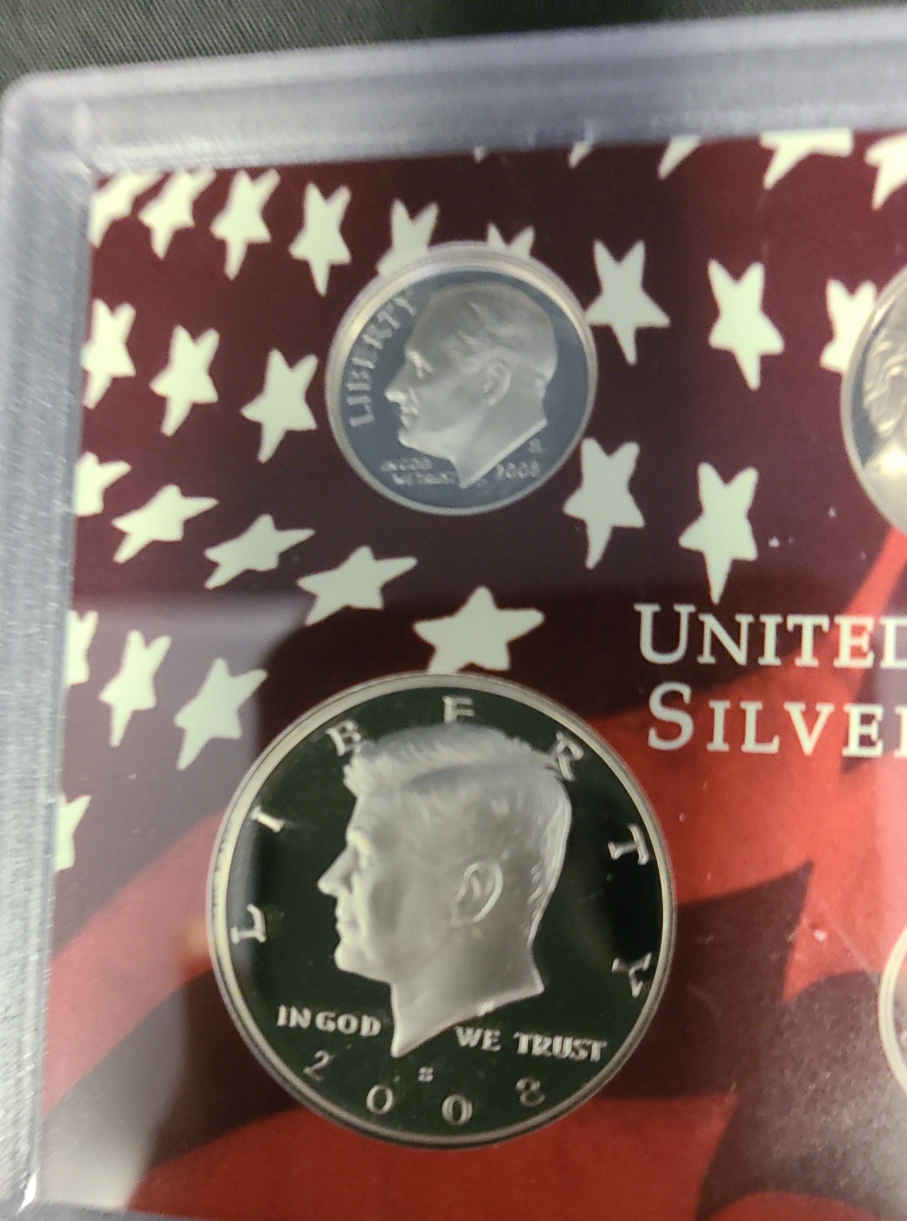 LIBERTY
IN GOD
WE TRUST
S
2008
UNITED
SILVE
LIBERTY
IN GOD WE TRUST
S
2008